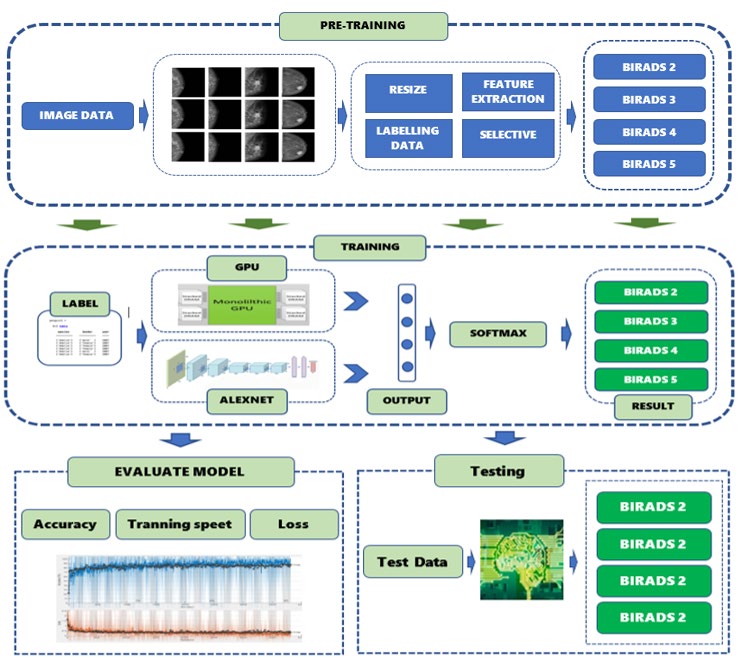 PRE-TRAINING
IMAGE DATA
RESIZE
FEATURE
EXTRACTION
LABELLING
DATA
SELECTIVE
BIRADS 2
BIRADS 3
BIRADS 4
BIRADS 5
TRAINING
LABEL
GPU
Monolilthic
GPU
ALEXNET
OUTPUT
SOFTMAX
BIRADS 2
BIRADS 3
BIRADS 4
BIRADS 5
RESULT
EVALUATE MODEL
Accuracy
Tranning speet
Loss
Testing
Test Data
BIRADS 2
BIRADS 2
BIRADS 2
BIRADS 2